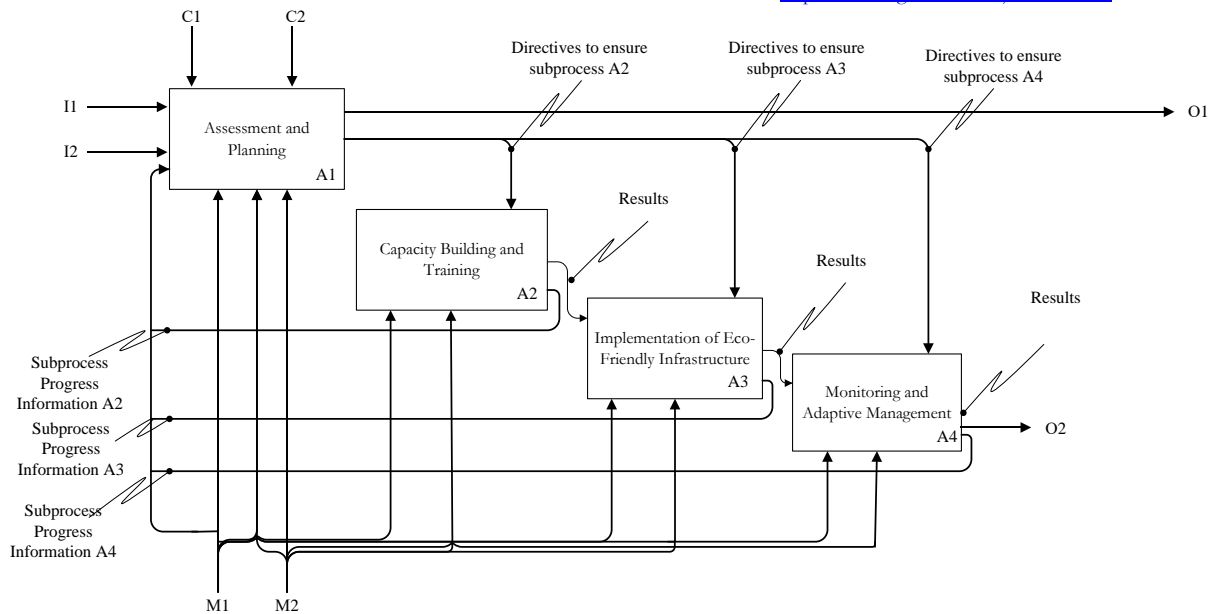 C1
C2
Directives to ensure
subprocess A2
Directives to ensure
subprocess A3
Directives to ensure
subprocess A4
I1
I2
O1
Assessment and
Planning
A1
Results
Capacity Building and
Training
A2
Results
Results
Implementation of Eco-
Friendly Infrastructure
A3
Monitoring and
Adaptive Management
A4
O2
Subprocess
Progress
Information A2
Subprocess
Progress
Information A3
Subprocess
Progress
Information A4
M1
M2